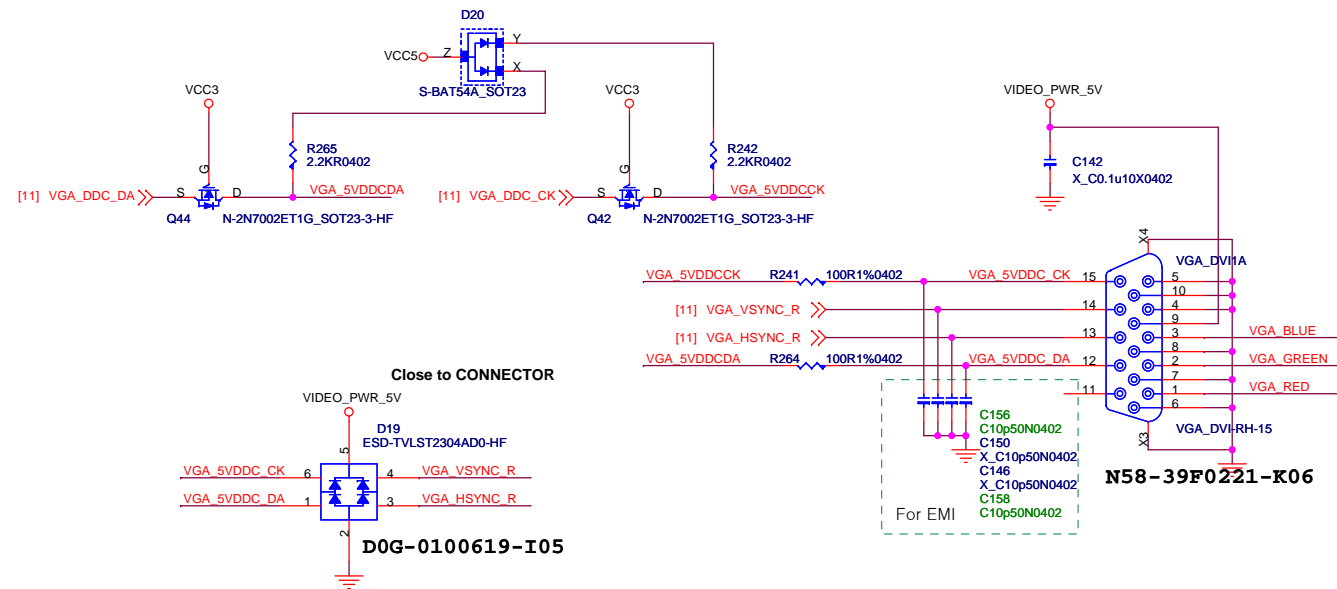 D20
VCC5
Z
Y
X
S-BAT54A_SOT23
VCC3
G
R265
2.2KR0402
[11] VGA_DDC_DA
S
D
VGA_5VDDCDA
Q44
N-2N7002ET1G_SOT23-3-HF
VCC3
G
R242
2.2KR0402
[11] VGA_DDC_CK
S
D
VGA_5VDDCCK
Q42
N-2N7002ET1G_SOT23-3-HF
VIDEO_PWR_5V
C142
X_C0.1u10X0402
X4
VGA_DVI1A
VGA_5VDDCCK
R241
100R1%0402
VGA_5VDDC_CK
15
5
10
[11] VGA_VSYNC_R
14
4
9
[11] VGA_HSYNC_R
13
3
VGA_BLUE
8
VGA_5VDDCDA
R264
100R1%0402
VGA_5VDDC_DA
12
2
VGA_GREEN
7
11
1
VGA_RED
6
X3
VGA_DVI-RH-15
N58-39F0221-K06
C156
C10p50N0402
C150
X_C10p50N0402
C146
X_C10p50N0402
C158
C10p50N0402
For EMI
Close to CONNECTOR
VIDEO_PWR_5V
D19
ESD-TVLST2304AD0-HF
5
VGA_5VDDC_CK
6
4
VGA_VSYNC_R
VGA_5VDDC_DA
1
3
VGA_HSYNC_R
2
D0G-0100619-I05